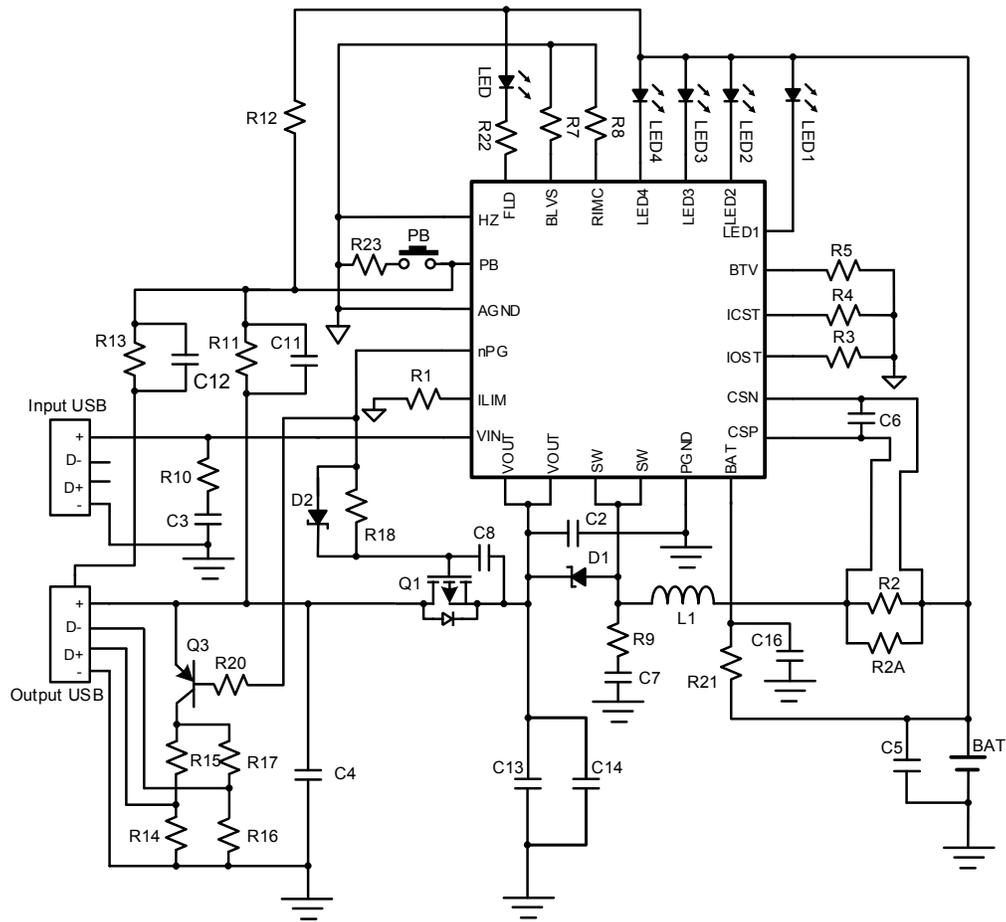 LED
R22
R7
R8
LED4
LED3
LED2
LED1
R12
FLD
BLVS
RIMC
LED4
LED3
LED2
LED1
HZ
R23
PB
PB
BTV
R5
AGND
ICST
R4
R13
C12
R11
C11
nPG
IOST
R3
R1
ILIM
CSN
C6
Input USB
+
D-
D+
-
VIN
CSP
VOUT
VOUT
SW
SW
PGND
BAT
R10
C3
D2
R18
C8
C2
D1
Q1
L1
R2
R2A
+
D-
D+
-
Output USB
Q3
R20
R9
C7
R21
C16
R15
R17
C4
C13
C14
C5
BAT
R14
R16